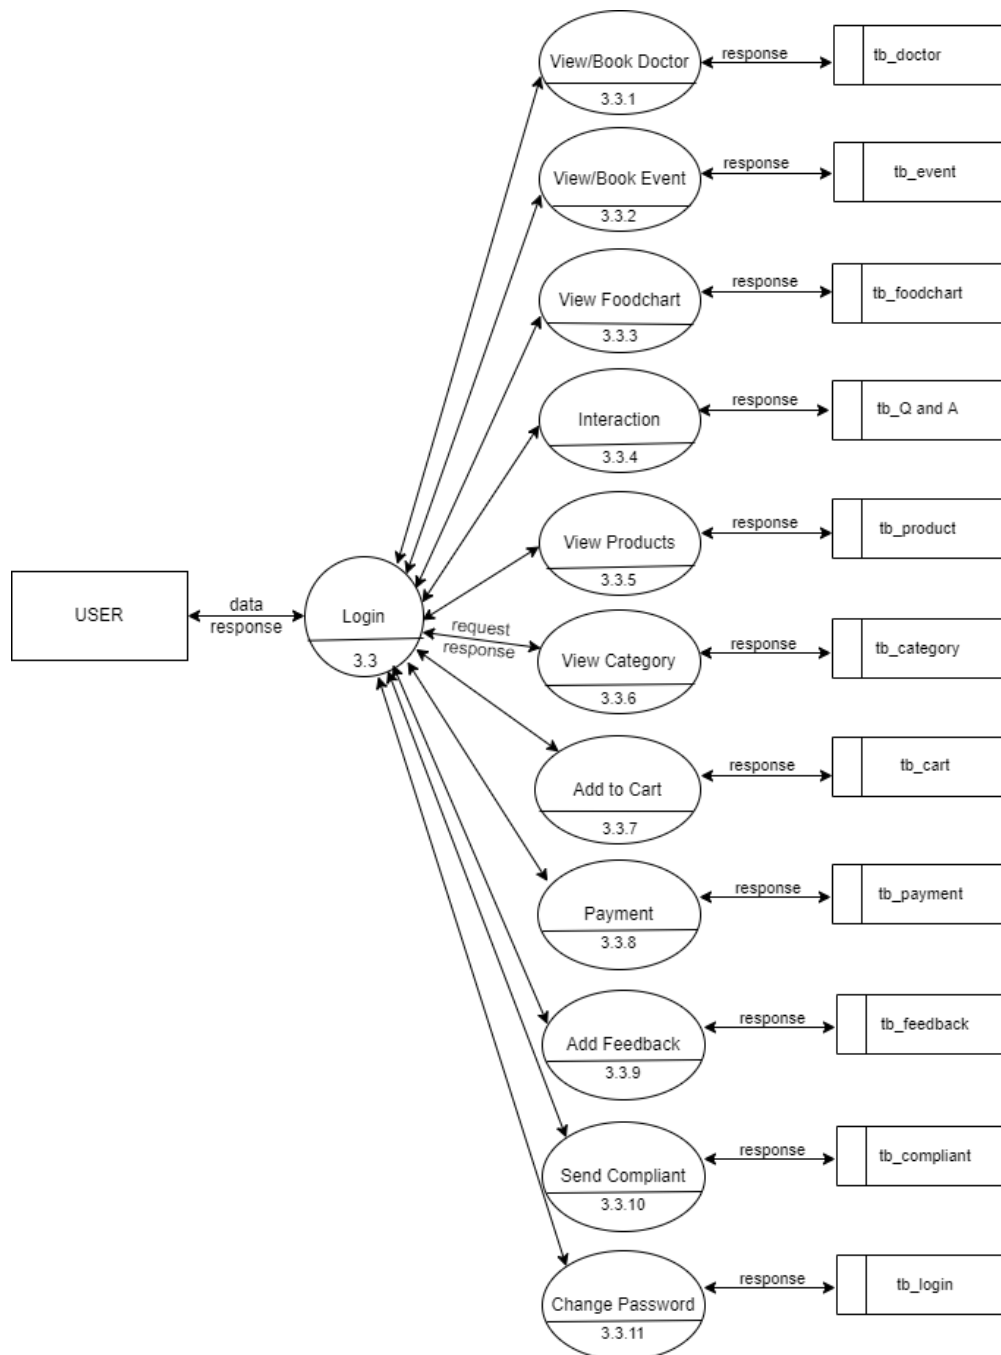 View/Book Doctor
3.3.1
response
tb_doctor
View/Book Event
3.3.2
response
tb_event
View Foodchart
3.3.3
response
tb_foodchart
Interaction
3.3.4
response
tb_Q and A
View Products
3.3.5
response
tb_product
USER
data
response
Login
3.3
request
response
View Category
3.3.6
response
tb_category
Add to Cart
3.3.7
response
tb_cart
Payment
3.3.8
response
tb_payment
Add Feedback
3.3.9
response
tb_feedback
Send Compliant
3.3.10
response
tb_compliant
Change Password
3.3.11
response
tb_login